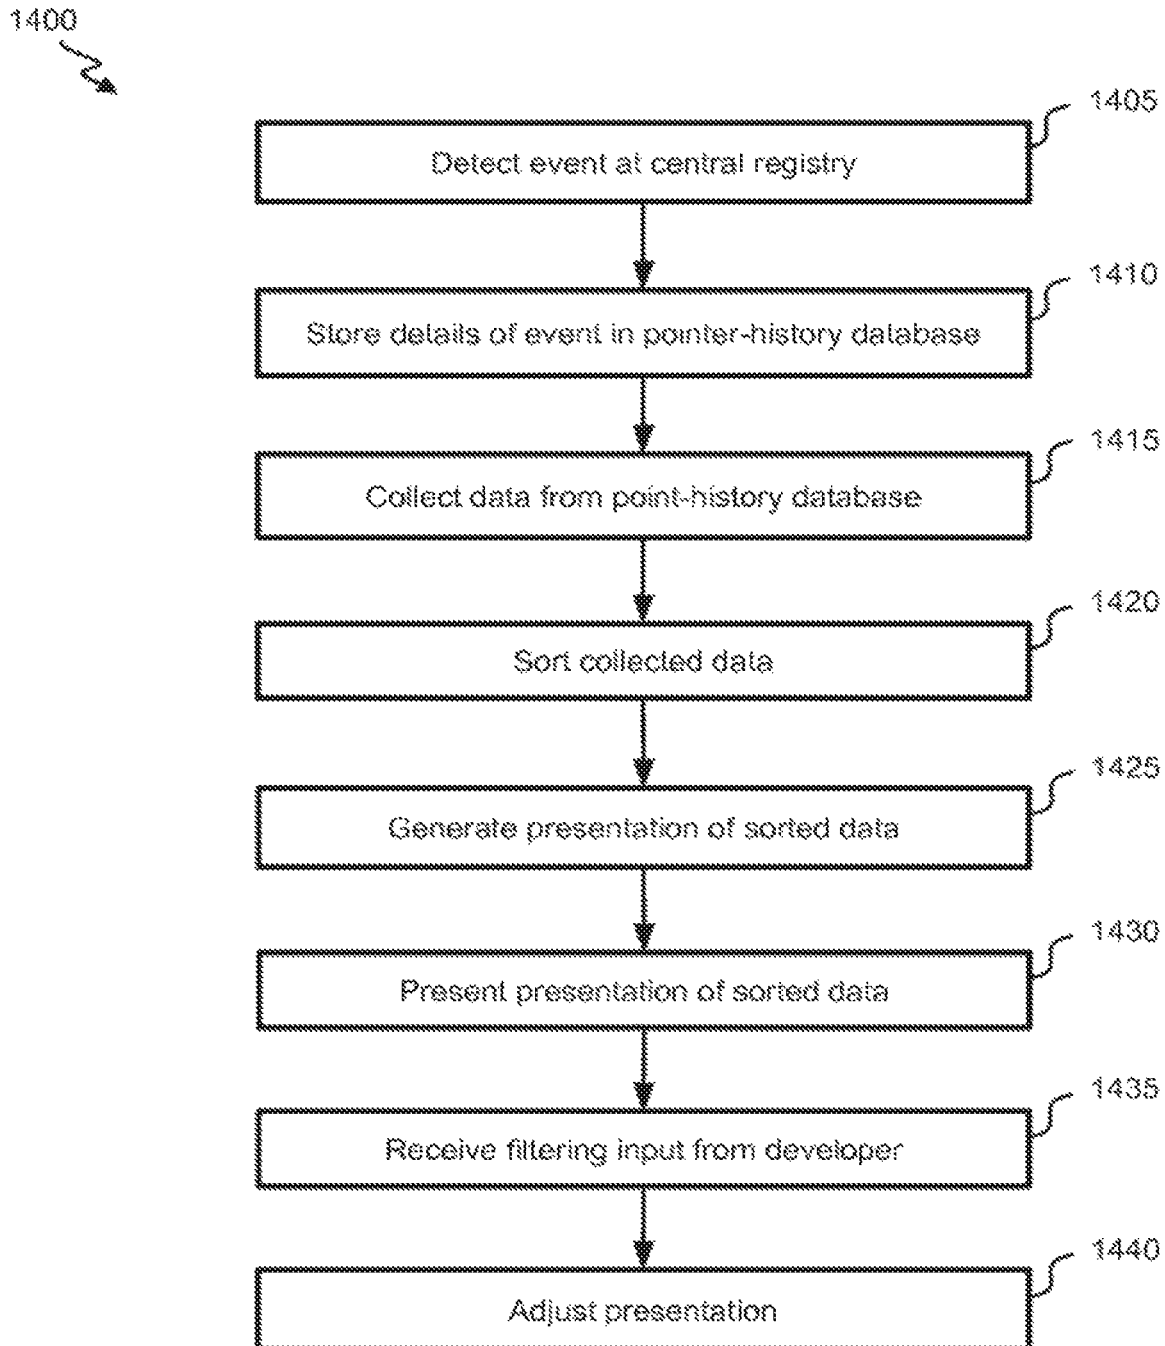 1400
1405
Detect event at central registry
1410
Store details of event in pointer-history database
1415
Collect data from point-history database
1420
Sort collected data
1425
Generate presentation of sorted data
1430
Present presentation of sorted data
1435
Receive filtering input from developer
1440
Adjust presentation